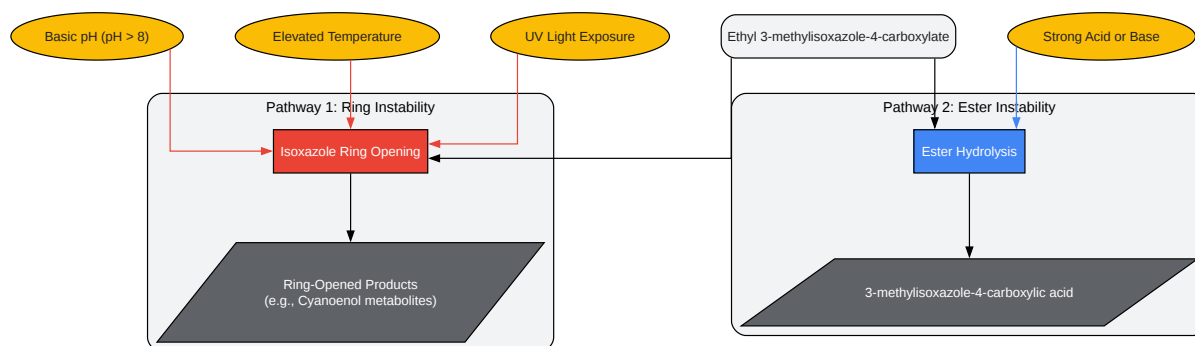 Basic pH (pH > 8)
Elevated Temperature
UV Light Exposure
Ethyl 3-methylisoxazole-4-carboxylate
Strong Acid or Base
Pathway 1: Ring Instability
Pathway 2: Ester Instability
Isoxazole Ring Opening
Ester Hydrolysis
Ring-Opened Products
(e.g., Cyanoenol metabolites)
3-methylisoxazole-4-carboxylic acid